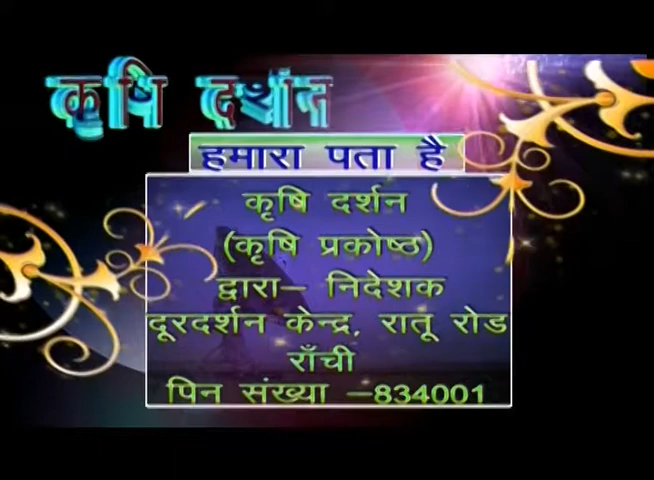 कृषि दर्शन
हमारा पता है
कृषि दर्शन
(कृषि प्रकोष्ठ)
द्वारा– निदेशक
दूरदर्शन केन्द्र, रातू रोड
राँची
पिन संख्या –834001